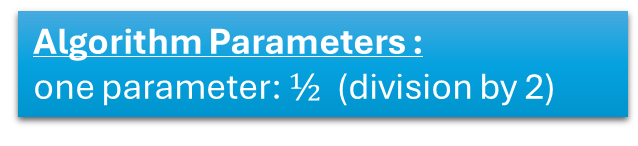 Algorithm Parameters :
one parameter: ½ (division by 2)